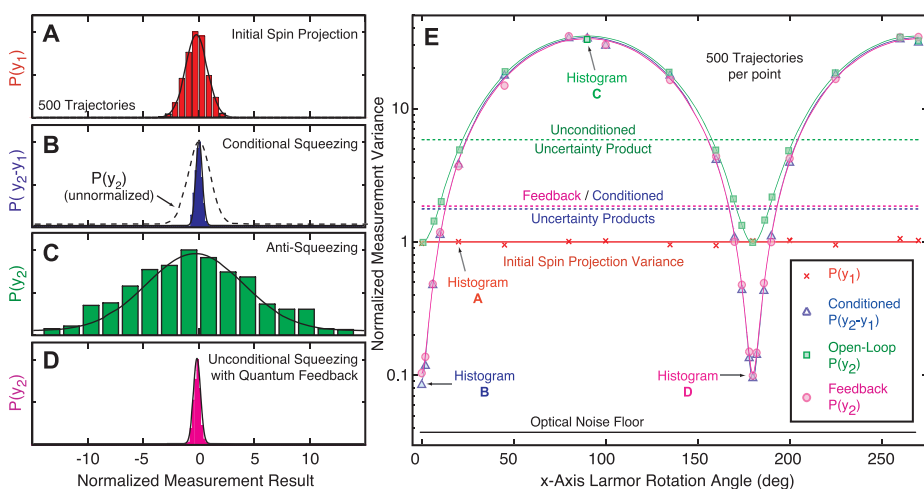 A
Initial Spin Projection
P(y1)
500 Trajectories
B
Conditional Squeezing
P(y2-y1)
P(y2)
(unnormalized)
C
Anti-Squeezing
P(y2)
D
Unconditional Squeezing
with Quantum Feedback
P(y2)
-10 -5 0 5 10
Normalized Measurement Result
E
Normalized Measurement Variance
10
1
0.1
Histogram
C
500 Trajectories
per point
Unconditioned
Uncertainty Product
Feedback / Conditioned
Uncertainty Products
Initial Spin Projection Variance
Histogram
A
Histogram
B
Histogram
D
P(y1)
Conditioned
P(y2-y1)
Open-Loop
P(y2)
Feedback
P(y2)
Optical Noise Floor
0 50 100 150 200 250
x-Axis Larmor Rotation Angle (deg)